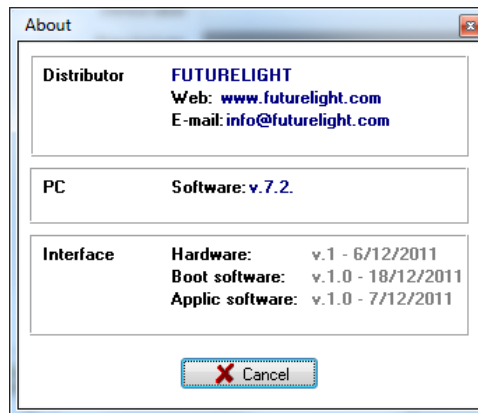 About
Distributor FUTURELIGHT
Web: www.futurelight.com
E-mail: info@futurelight.com
PC Software: v.7.2.
Interface Hardware: v.1 - 6/12/2011
Boot software: v.1.0 - 18/12/2011
Applic software: v.1.0 - 7/12/2011
Cancel